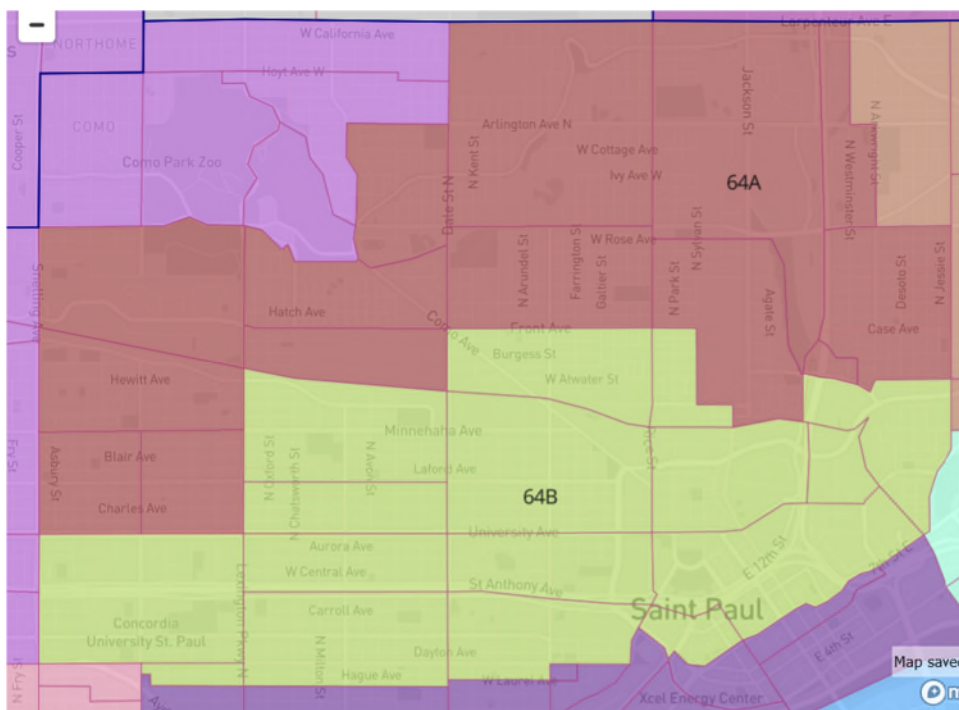 −
Larpenteur Ave E
W California Ave
NORTHOME
S
Hoyt Ave W
Jackson St
N Arkwright St
Cooper St
COMO
Arlington Ave N
Como Park Zoo
N Kent St
W Cottage Ave
Ivy Ave W
64A
N Westminster St
Dale St N
W Rose Ave
N Sylvan St
Snelling Ave
N Arundel St
Farrington St
Galtier St
N Park St
Agate St
Desoto St
N Jessie St
Hatch Ave
Como Ave
Front Ave
Case Ave
Burgess St
Hewitt Ave
W Atwater St
Minnehaha Ave
Rice St
Fry St
Asbury St
Blair Ave
N Oxford St
N Chatsworth St
N Avon St
Lafond Ave
Charles Ave
64B
University Ave
Aurora Ave
E 12th St
7th St E
W Central Ave
St Anthony Ave
Lexington Pkwy N
Concordia
University St. Paul
Carroll Ave
Saint Paul
N Milton St
Dayton Ave
E 4th St
N Fry St
Hague Ave
W Laurel Ave
Map saved
Xcel Energy Center
Av
m